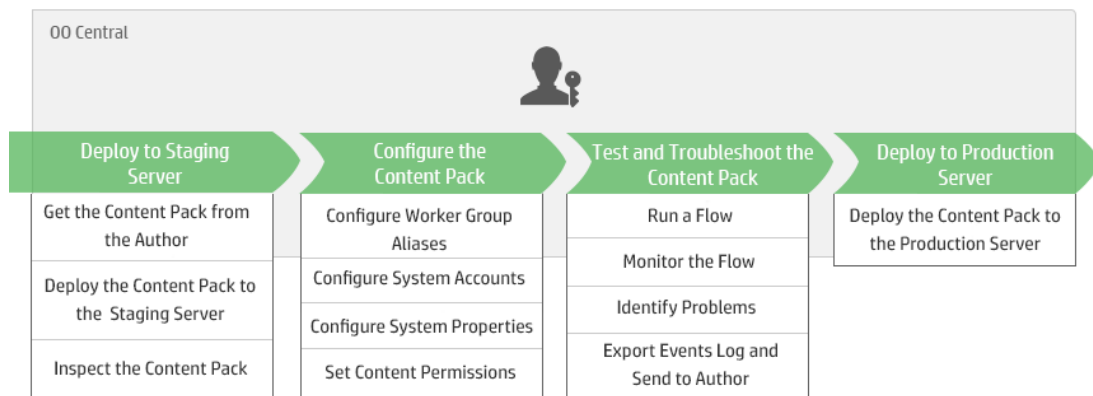 OO Central
Deploy to Staging
Server
Get the Content Pack from
the Author
Deploy the Content Pack to
the Staging Server
Inspect the Content Pack
Configure the
Content Pack
Configure Worker Group
Aliases
Configure System Accounts
Configure System Properties
Set Content Permissions
Test and Troubleshoot the
Content Pack
Run a Flow
Monitor the Flow
Identify Problems
Export Events Log and
Send to Author
Deploy to Production
Server
Deploy the Content Pack to
the Production Server